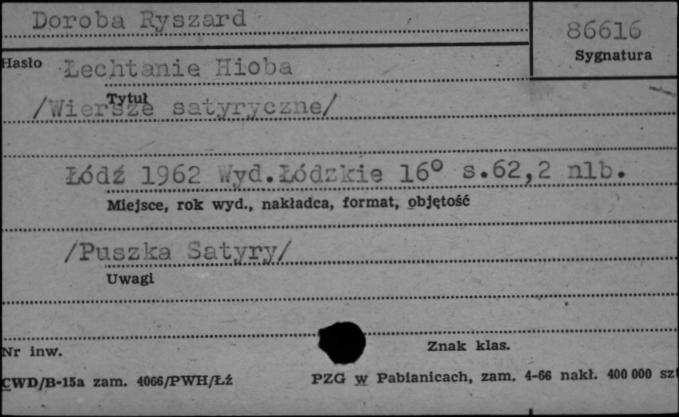 Doroba Ryszard
86616
Sygnatura
Hasło Łechtanie Hioba
Tytuł
/Wiersze satyryczne/
Łódź 1962 Wyd.Łódzkie 16° s.62,2 nlb.
Miejsce, rok wyd., nakładca, format, objętość
/Puszka Satyry/
Uwagi
Nr inw.
Znak klas.
CWD/B-15a zam. 4066/PWH/Łź
PZG w Pabianicach, zam. 4-66 nakł. 400 000 szt